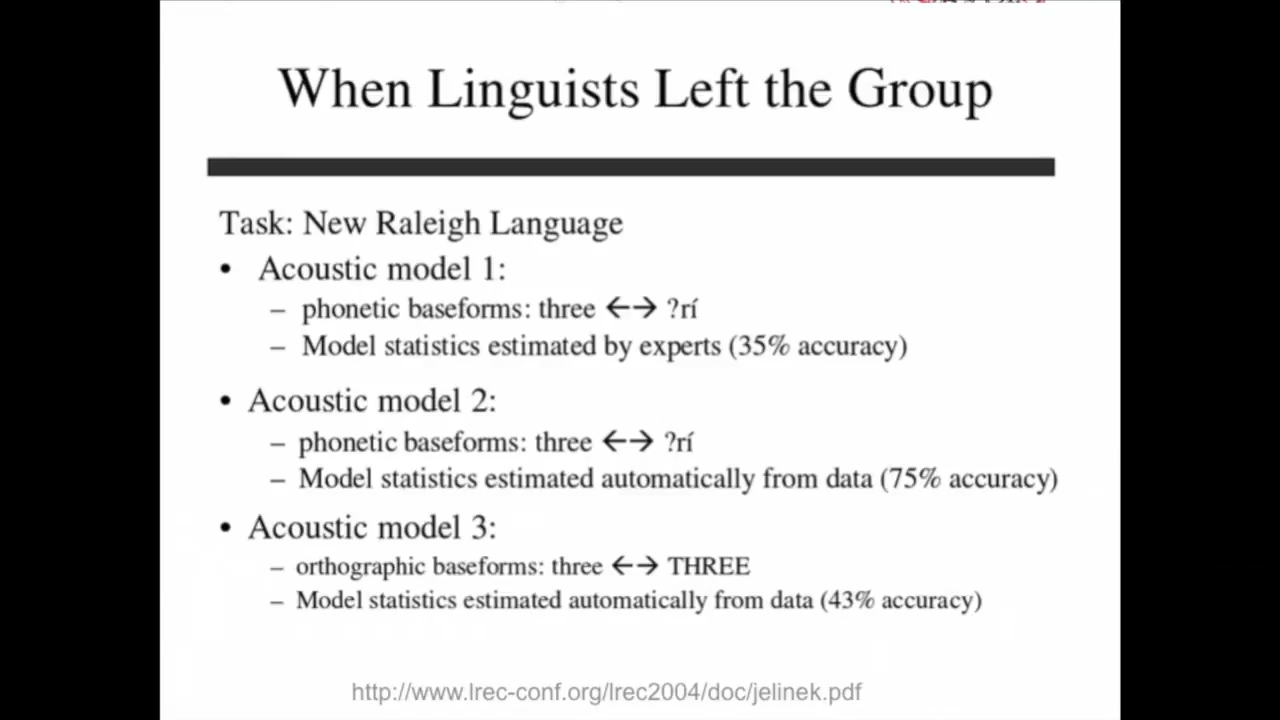 When Linguists Left the Group
Task: New Raleigh Language
• Acoustic model 1:
– phonetic baseforms: three ←→ ?rí
– Model statistics estimated by experts (35% accuracy)
• Acoustic model 2:
– phonetic baseforms: three ←→ ?rí
– Model statistics estimated automatically from data (75% accuracy)
• Acoustic model 3:
– orthographic baseforms: three ←→ THREE
– Model statistics estimated automatically from data (43% accuracy)
http://www.lrec-conf.org/lrec2004/doc/jelinek.pdf